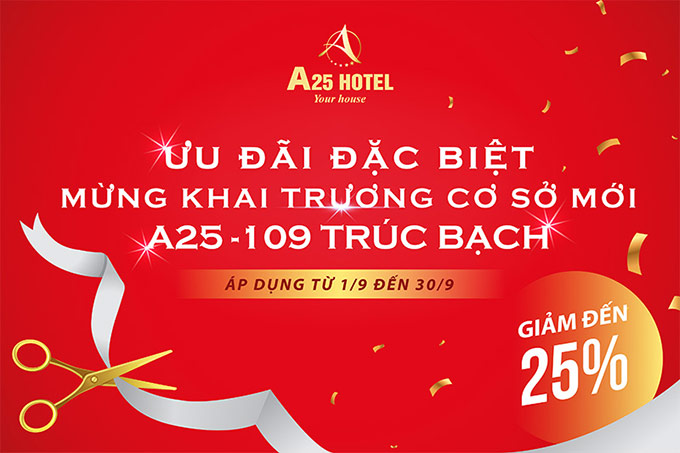 A25 HOTEL
Your house
ƯU ĐÃI ĐẶC BIỆT
MỪNG KHAI TRƯƠNG CƠ SỞ MỚI
A25 -109 TRÚC BẠCH
ÁP DỤNG TỪ 1/9 ĐẾN 30/9
GIẢM ĐẾN
25%